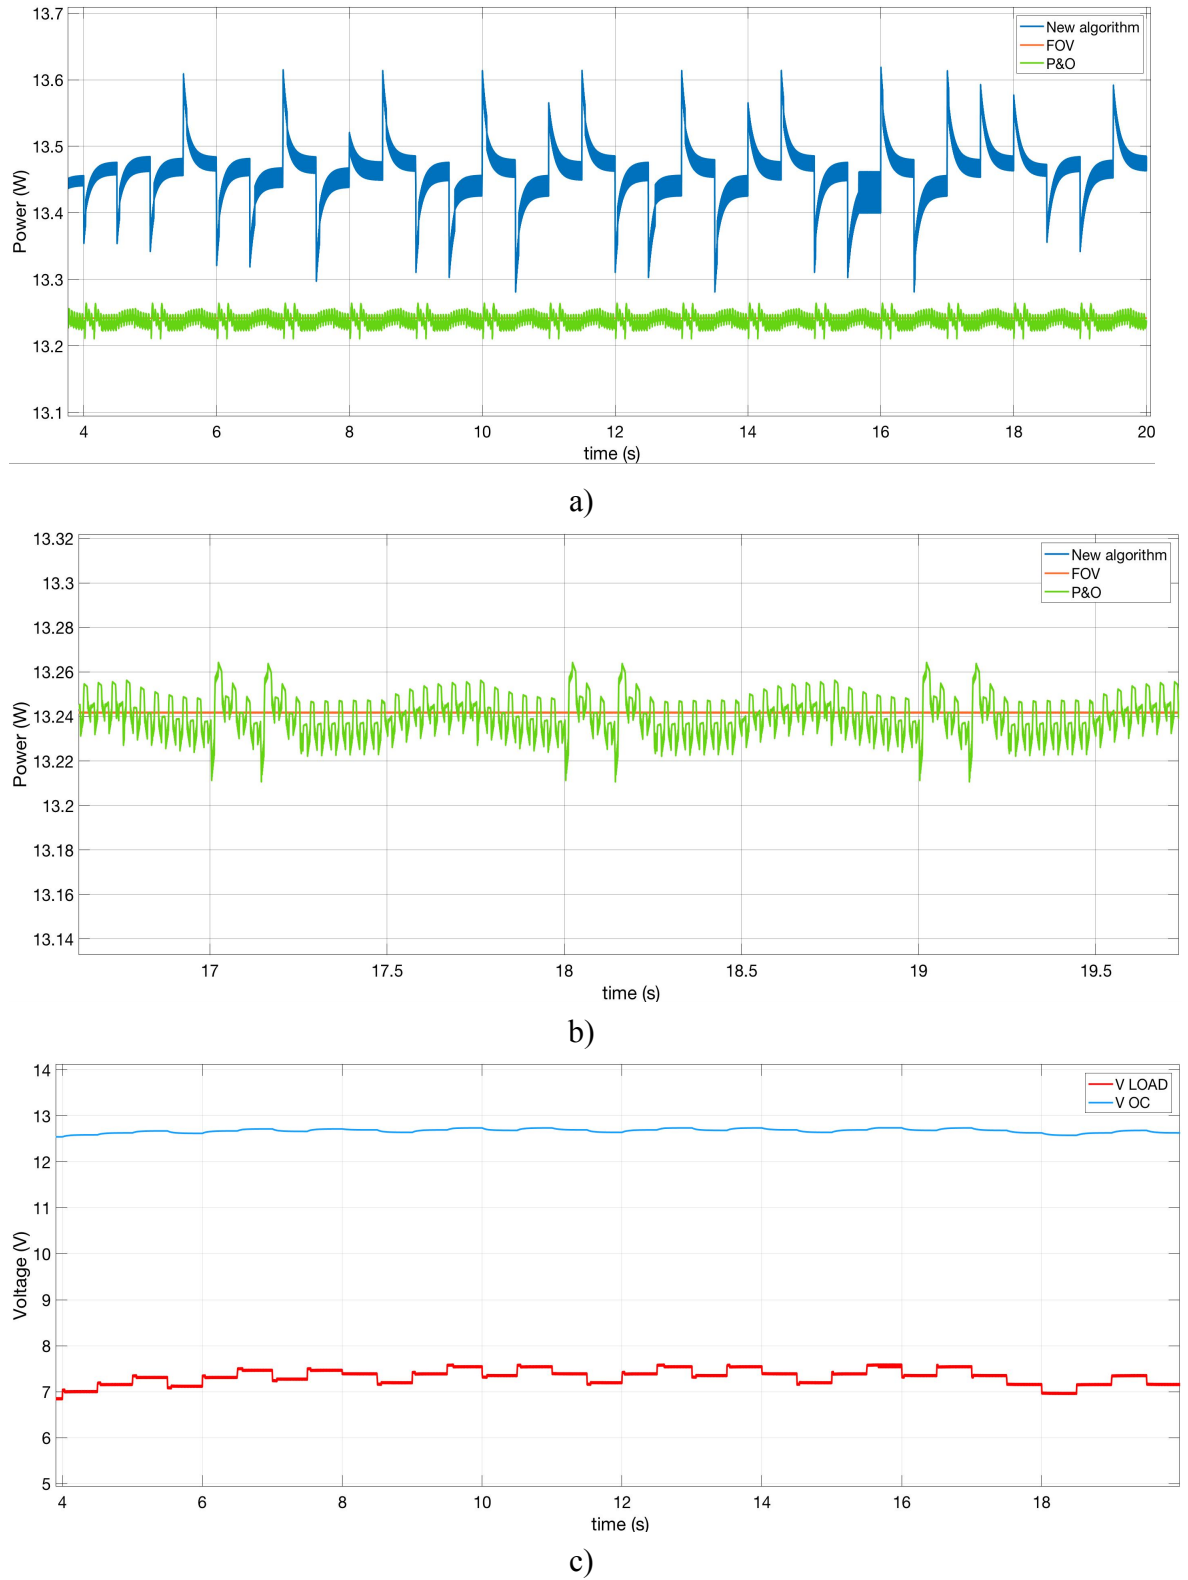 13.7
13.6
13.5
13.4
13.3
13.2
13.1
Power (W)
New algorithm
FOV
P&O
4 6 8 10 12 14 16 18 20
time (s)
a)
13.32
13.3
13.28
13.26
13.24
13.22
13.2
13.18
13.16
13.14
Power (W)
New algorithm
FOV
P&O
17 17.5 18 18.5 19 19.5
time (s)
b)
14
13
12
11
10
9
8
7
6
5
Voltage (V)
V LOAD
V OC
4 6 8 10 12 14 16 18
time (s)
c)